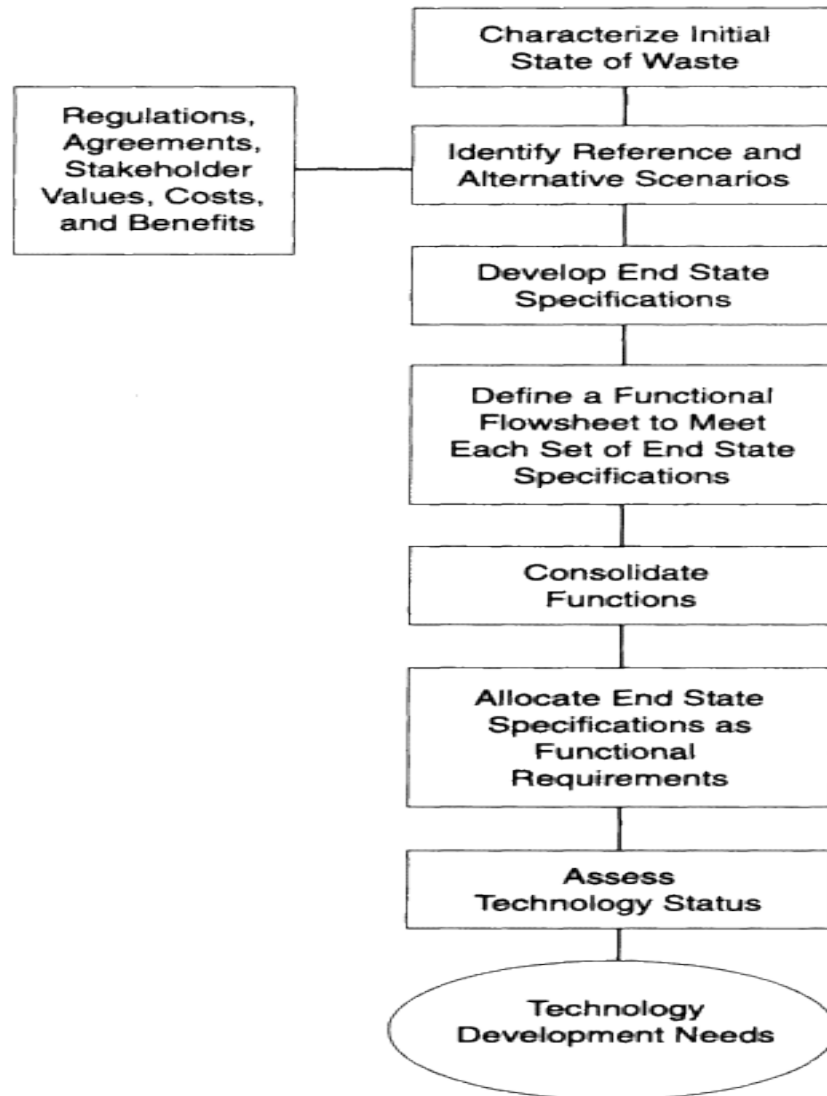 Characterize Initial
State of Waste
Regulations,
Agreements,
Stakeholder
Values, Costs,
and Benefits
Identify Reference and
Alternative Scenarios
Develop End State
Specifications
Define a Functional
Flowsheet to Meet
Each Set of End State
Specifications
Consolidate
Functions
Allocate End State
Specifications as
Functional
Requirements
Assess
Technology Status
Technology
Development Needs